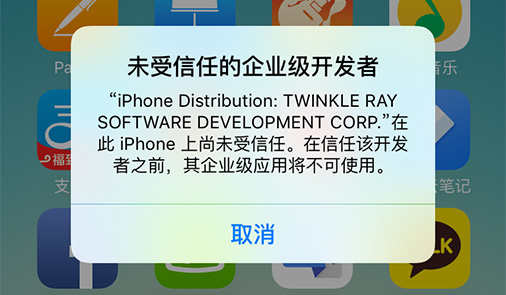 Pa
音乐
未受信任的企业级开发者
“iPhone Distribution: TWINKLE RAY
SOFTWARE DEVELOPMENT CORP.”在
此 iPhone 上尚未受信任。在信任该开发
者之前，其企业级应用将不可使用。
福到
支
笔记
取消
LK